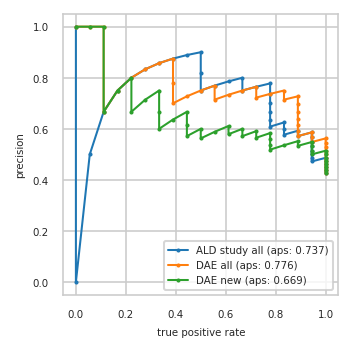 1.0
0.8
0.6
0.4
0.2
0.0
precision
0.0 0.2 0.4 0.6 0.8 1.0
true positive rate
ALD study all (aps: 0.737)
DAE all (aps: 0.776)
DAE new (aps: 0.669)